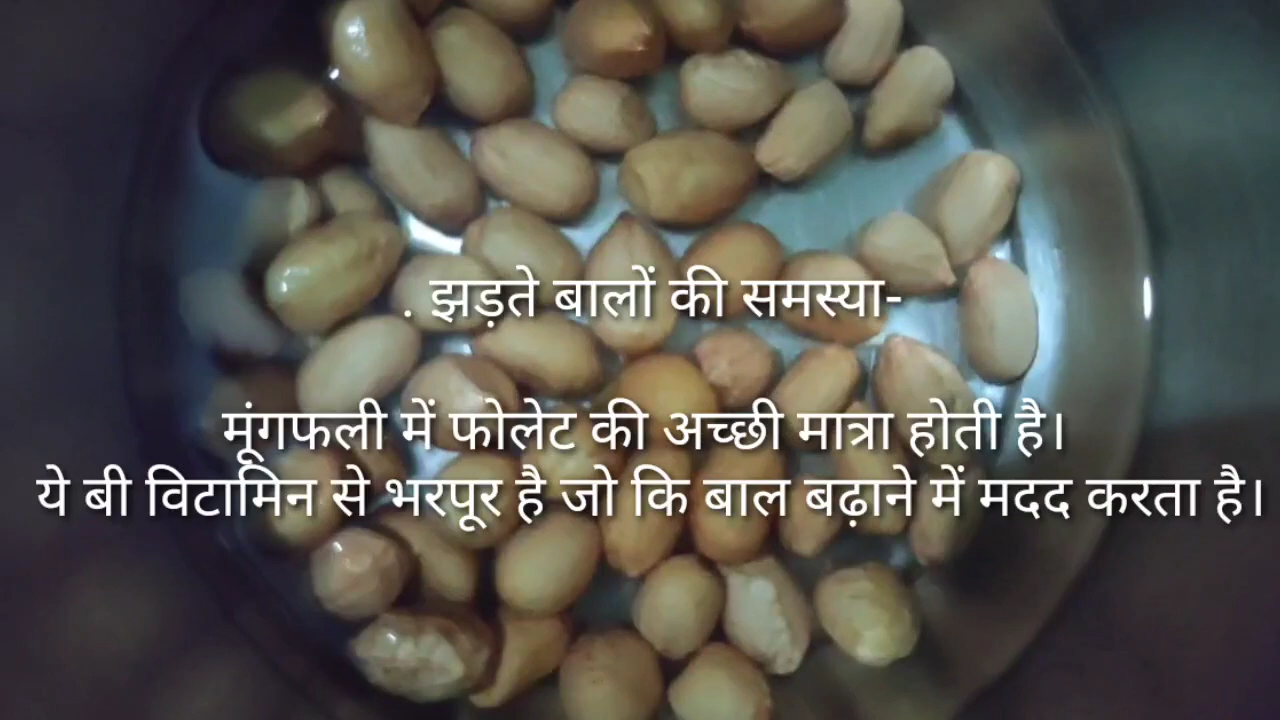 . झड़ते बालों की समस्या-
मूंगफली में फोलेट की अच्छी मात्रा होती है।
ये बी विटामिन से भरपूर है जो कि बाल बढ़ाने में मदद करता है।